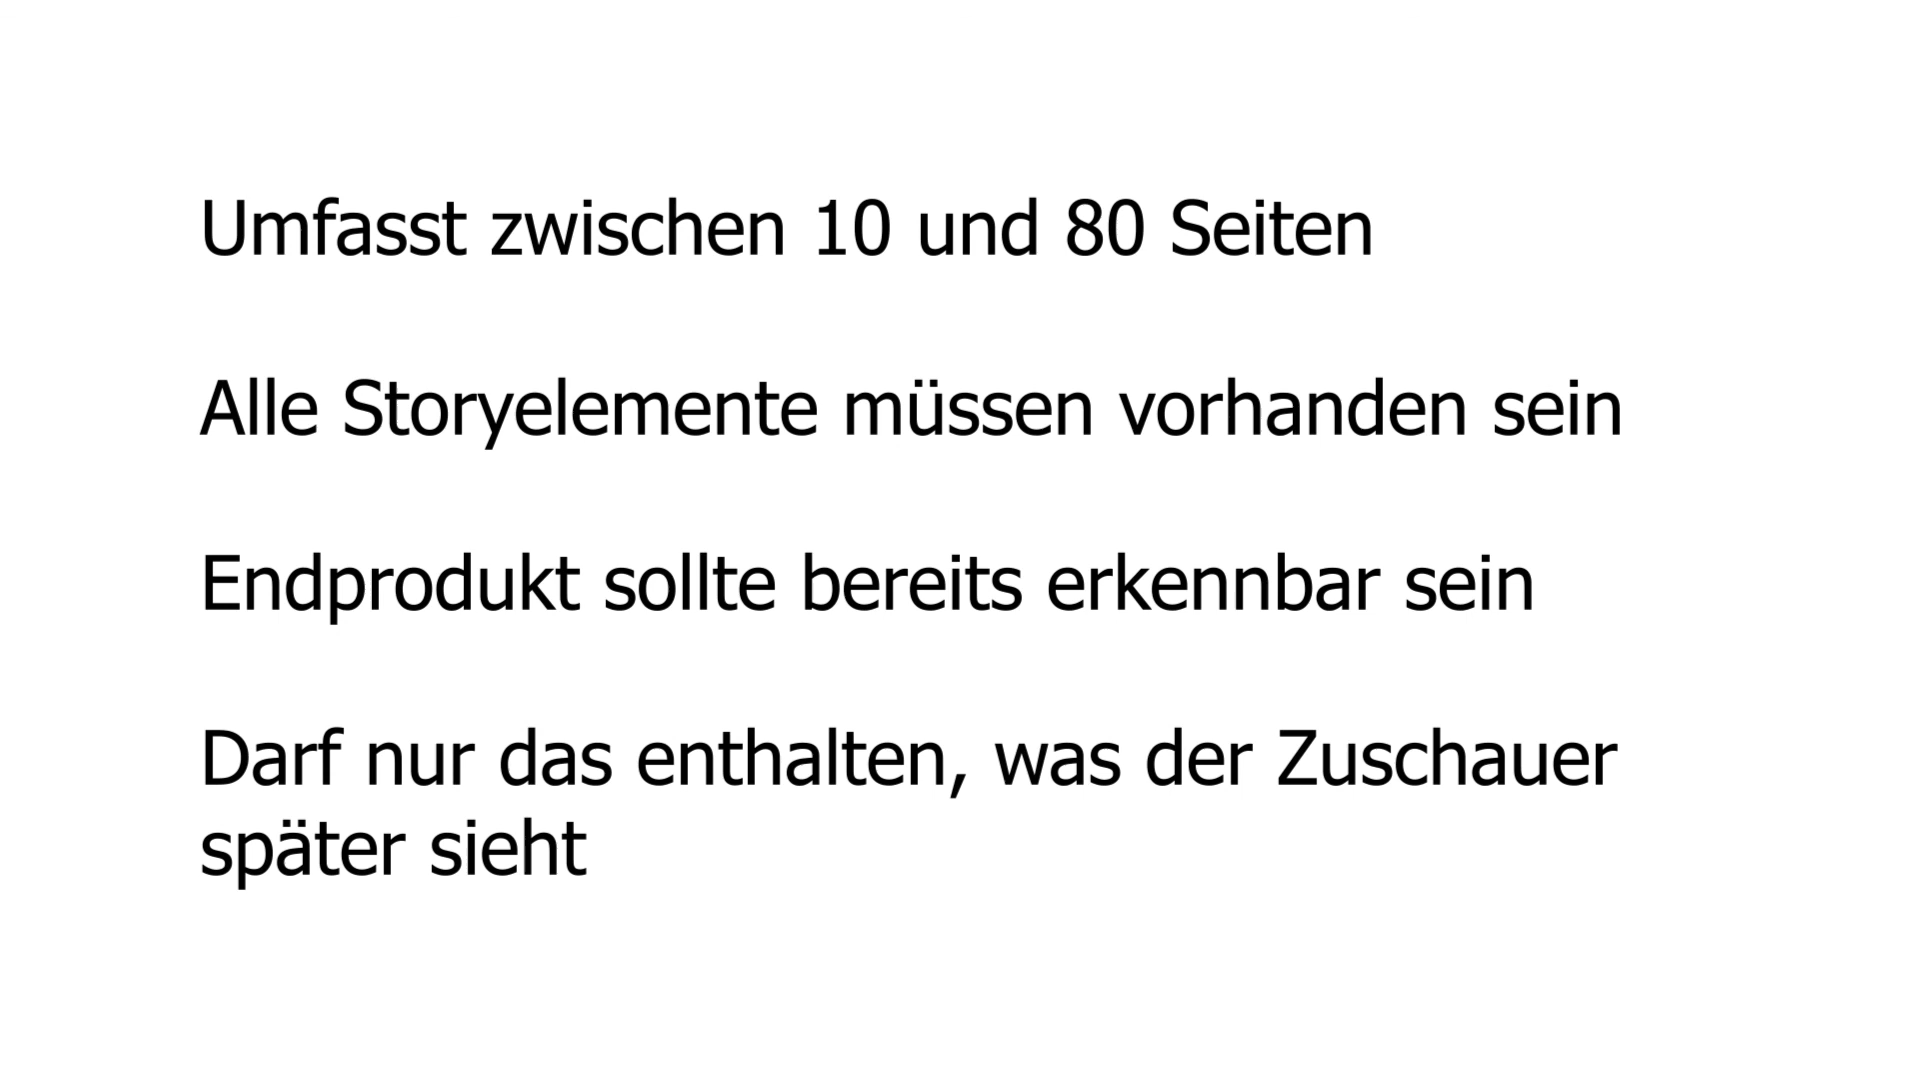 Umfasst zwischen 10 und 80 Seiten
Alle Storyelemente müssen vorhanden sein
Endprodukt sollte bereits erkennbar sein
Darf nur das enthalten, was der Zuschauer
später sieht